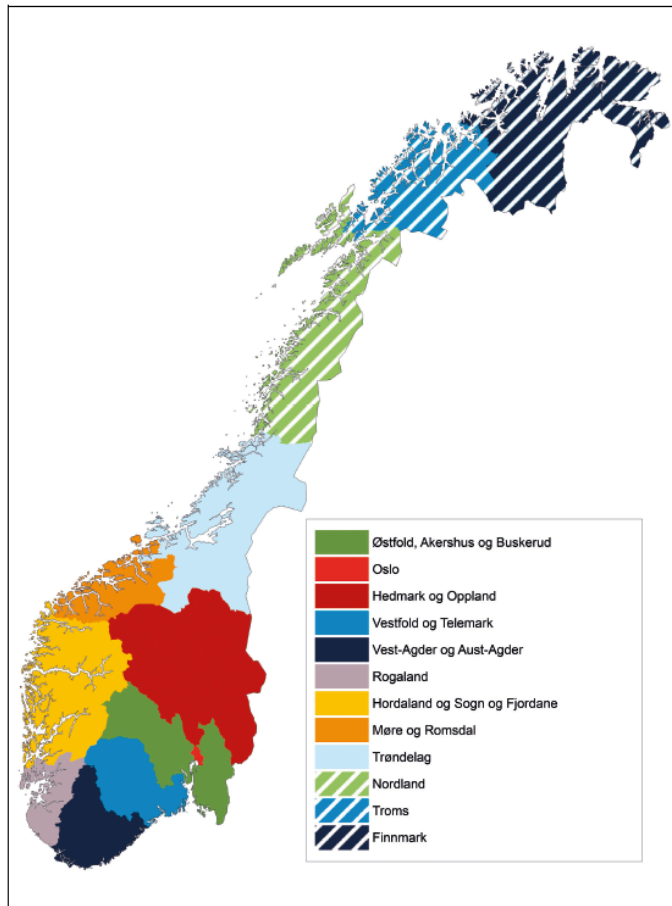 Østfold, Akershus og Buskerud
Oslo
Hedmark og Oppland
Vestfold og Telemark
Vest-Agder og Aust-Agder
Rogaland
Hordaland og Sogn og Fjordane
Møre og Romsdal
Trøndelag
Nordland
Troms
Finnmark